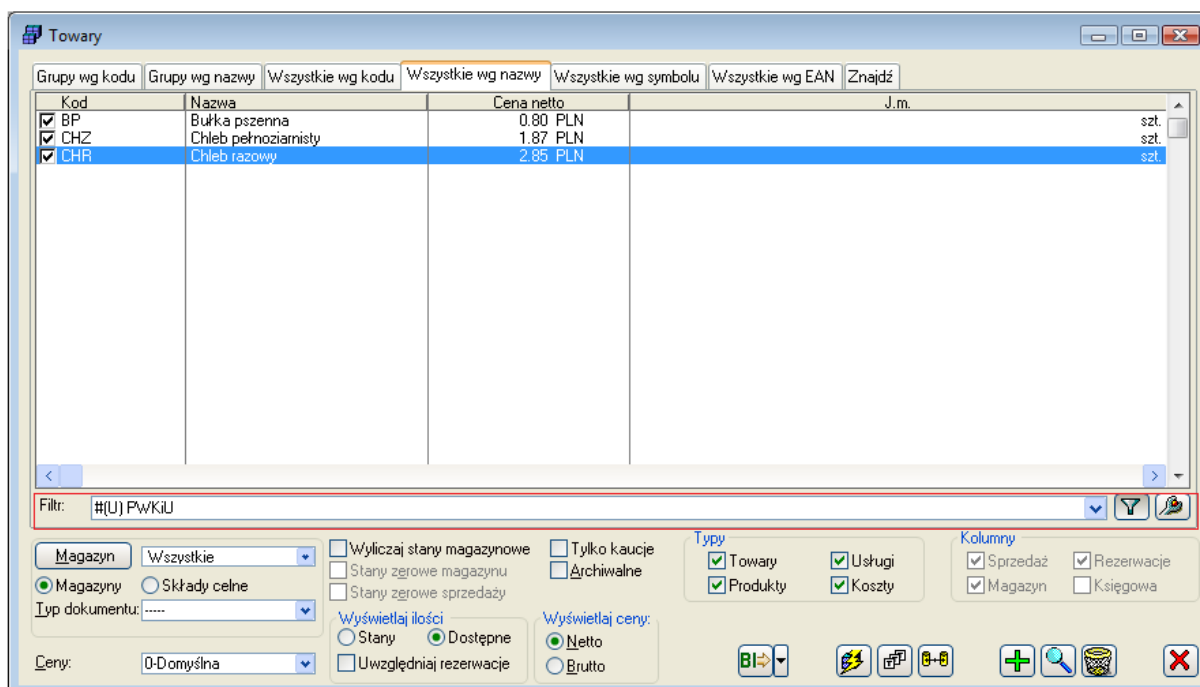 Towary
Grupy wg kodu Grupy wg nazwy Wszystkie wg kodu Wszystkie wg nazwy Wszystkie wg symbolu Wszystkie wg EAN Znajdź
Kod Nazwa Cena netto J.m.
BP Bułka pszenna 0.80 PLN szt.
CHZ Chleb pełnoziarnisty 1.87 PLN szt.
CHR Chleb razowy 2.85 PLN szt.
Filtr: #(U) PWKiU
Magazyn Wszystkie
Magazyny Składy celne
Typ dokumentu: -----
Ceny: 0-Domyślna
Wyliczaj stany magazynowe Tylko kaucje
Stany zerowe magazynu Archiwalne
Stany zerowe sprzedaży
Wyświetlaj ilości
Stany Dostępne
Uwzględniaj rezerwacje
Wyświetlaj ceny:
Netto
Brutto
Typy
Towary Usługi
Produkty Koszty
Kolumny
Sprzedaż Rezerwacje
Magazyn Księgowa
BI